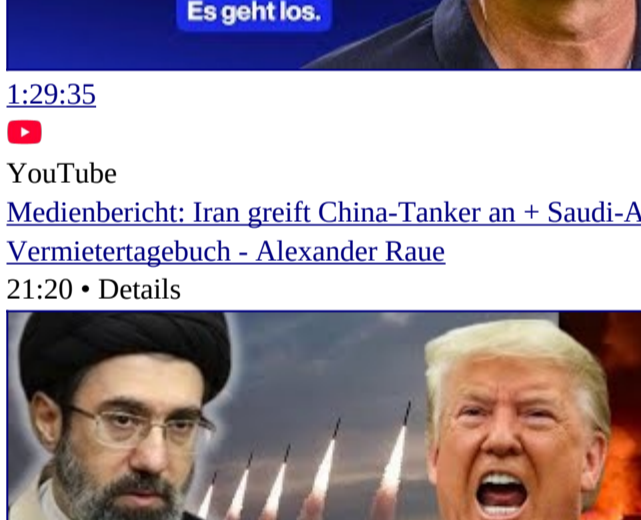 Es geht los.
1:29:35
YouTube
Medienbericht: Iran greift China-Tanker an + Saudi-A
Vermietertagebuch - Alexander Raue
21:20 • Details